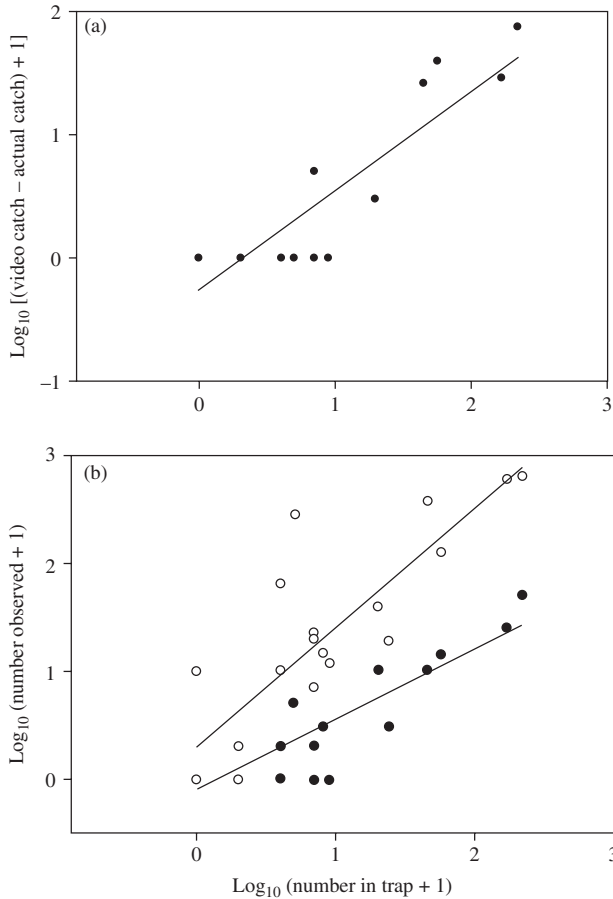 (a)
2
1
0
−1
Log10 [(video catch – actual catch) + 1]
0 1 2 3
(b)
3
2
1
0
Log10 (number observed + 1)
0 1 2 3
Log10 (number in trap + 1)